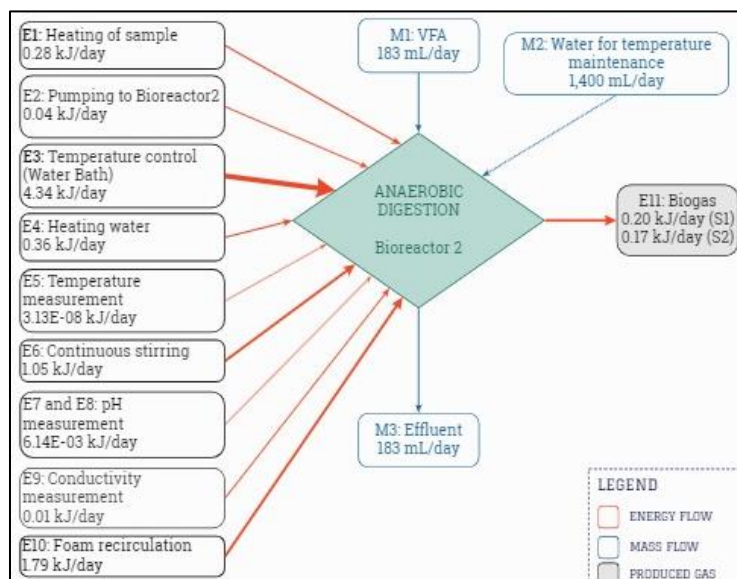 E1: Heating of sample
0.28 kJ/day
E2: Pumping to Bioreactor2
0.04 kJ/day
E3: Temperature control
(Water Bath)
4.34 kJ/day
E4: Heating water
0.36 kJ/day
E5: Temperature
measurement
3.13E-08 kJ/day
E6: Continuous stirring
1.05 kJ/day
E7 and E8: pH
measurement
6.14E-03 kJ/day
E9: Conductivity
measurement
0.01 kJ/day
E10: Foam recirculation
1.79 kJ/day
M1: VFA
183 mL/day
M2: Water for temperature
maintenance
1,400 mL/day
ANAEROBIC
DIGESTION
Bioreactor 2
E11: Biogas
0.20 kJ/day (S1)
0.17 kJ/day (S2)
M3: Effluent
183 mL/day
LEGEND
ENERGY FLOW
MASS FLOW
PRODUCED GAS